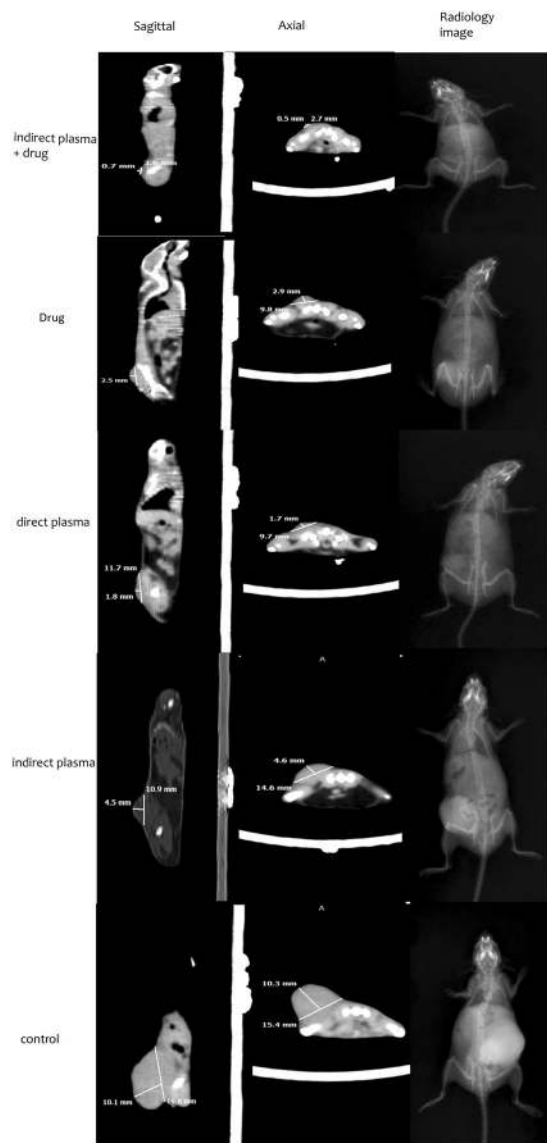 Sagittal Axial Radiology
image
indirect plasma
+ drug
0.7 mm
0.5 mm 2.7 mm
Drug
2.5 mm
2.9 mm
9.8 mm
direct plasma
11.7 mm
1.8 mm
1.7 mm
9.7 mm
indirect plasma
10.9 mm
4.5 mm
A
4.6 mm
14.6 mm
control
10.1 mm
A
10.3 mm
15.4 mm